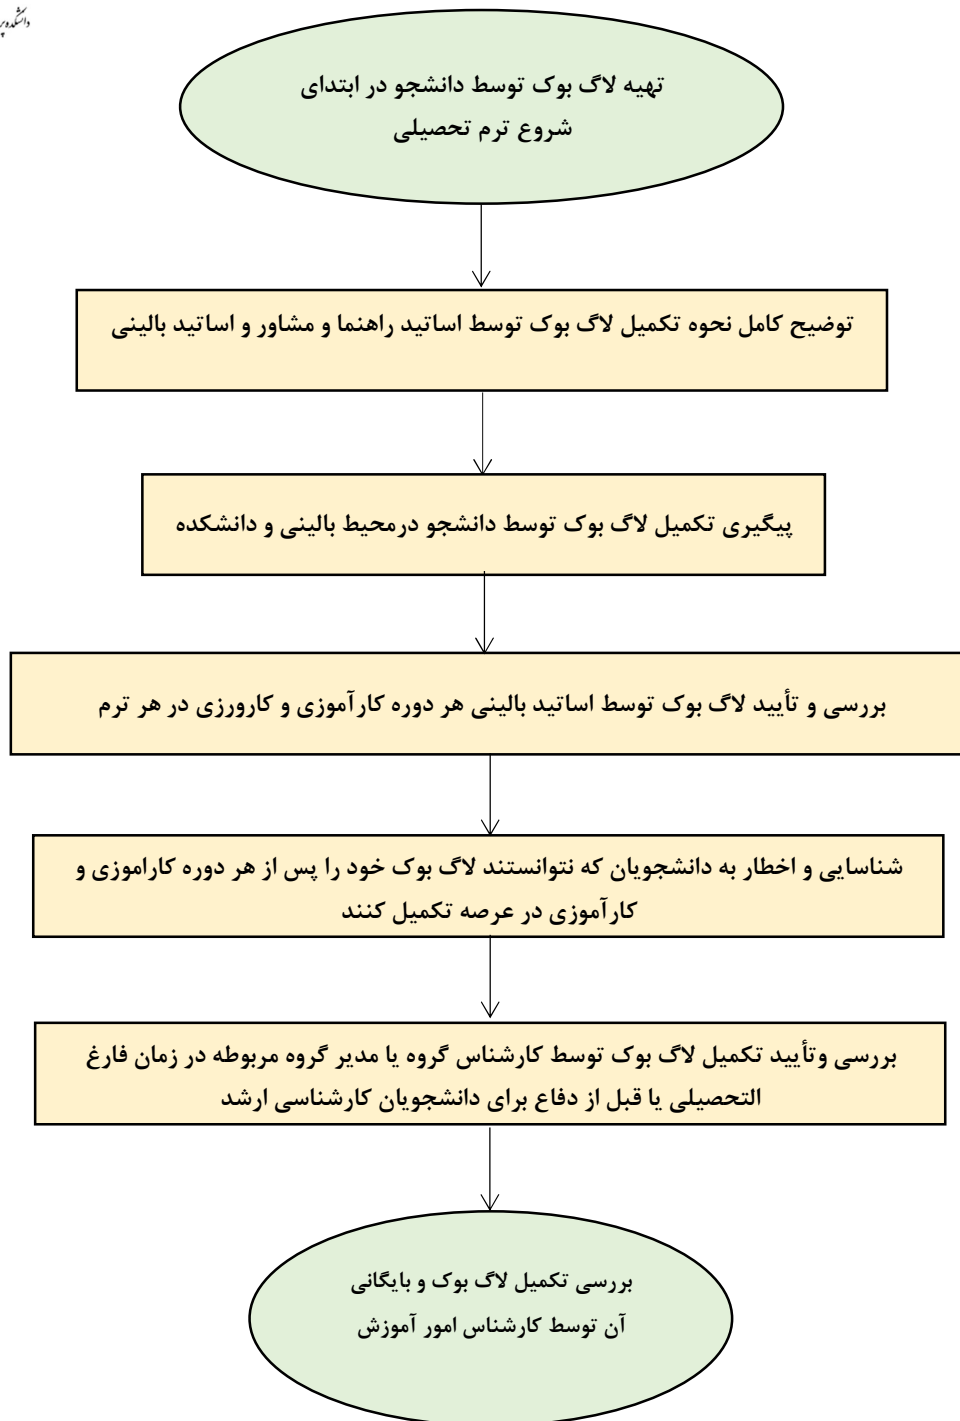 تهیه لاگ بوک توسط دانشجو در ابتدای
شروع ترم تحصیلی
توضیح کامل نحوه تکمیل لاگ بوک توسط اساتید راهنما و مشاور و اساتید بالینی
پیگیری تکمیل لاگ بوک توسط دانشجو درمحیط بالینی و دانشکده
بررسی و تأیید لاگ بوک توسط اساتید بالینی هر دوره کارآموزی و کارورزی در هر ترم
شناسایی و اخطار به دانشجویان که نتوانستند لاگ بوک خود را پس از هر دوره کاراموزی و
کارآموزی در عرصه تکمیل کنند
بررسی وتأیید تکمیل لاگ بوک توسط کارشناس گروه یا مدیر گروه مربوطه در زمان فارغ
التحصیلی یا قبل از دفاع برای دانشجویان کارشناسی ارشد
بررسی تکمیل لاگ بوک و بایگانی
آن توسط کارشناس امور آموزش